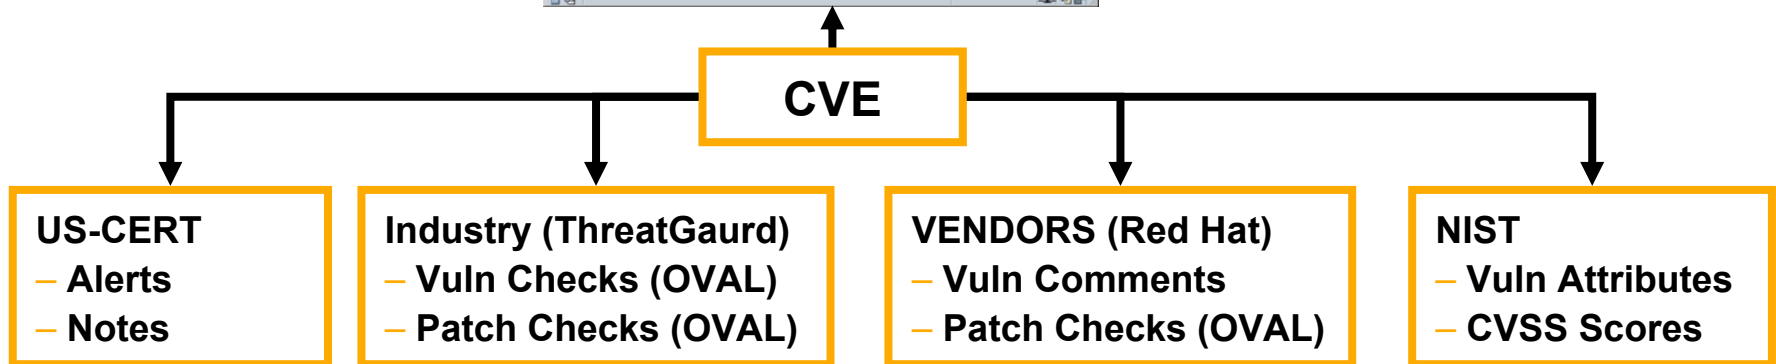 CVE
US-CERT
– Alerts
– Notes
Industry (ThreatGaurd)
– Vuln Checks (OVAL)
– Patch Checks (OVAL)
VENDORS (Red Hat)
– Vuln Comments
– Patch Checks (OVAL)
NIST
– Vuln Attributes
– CVSS Scores